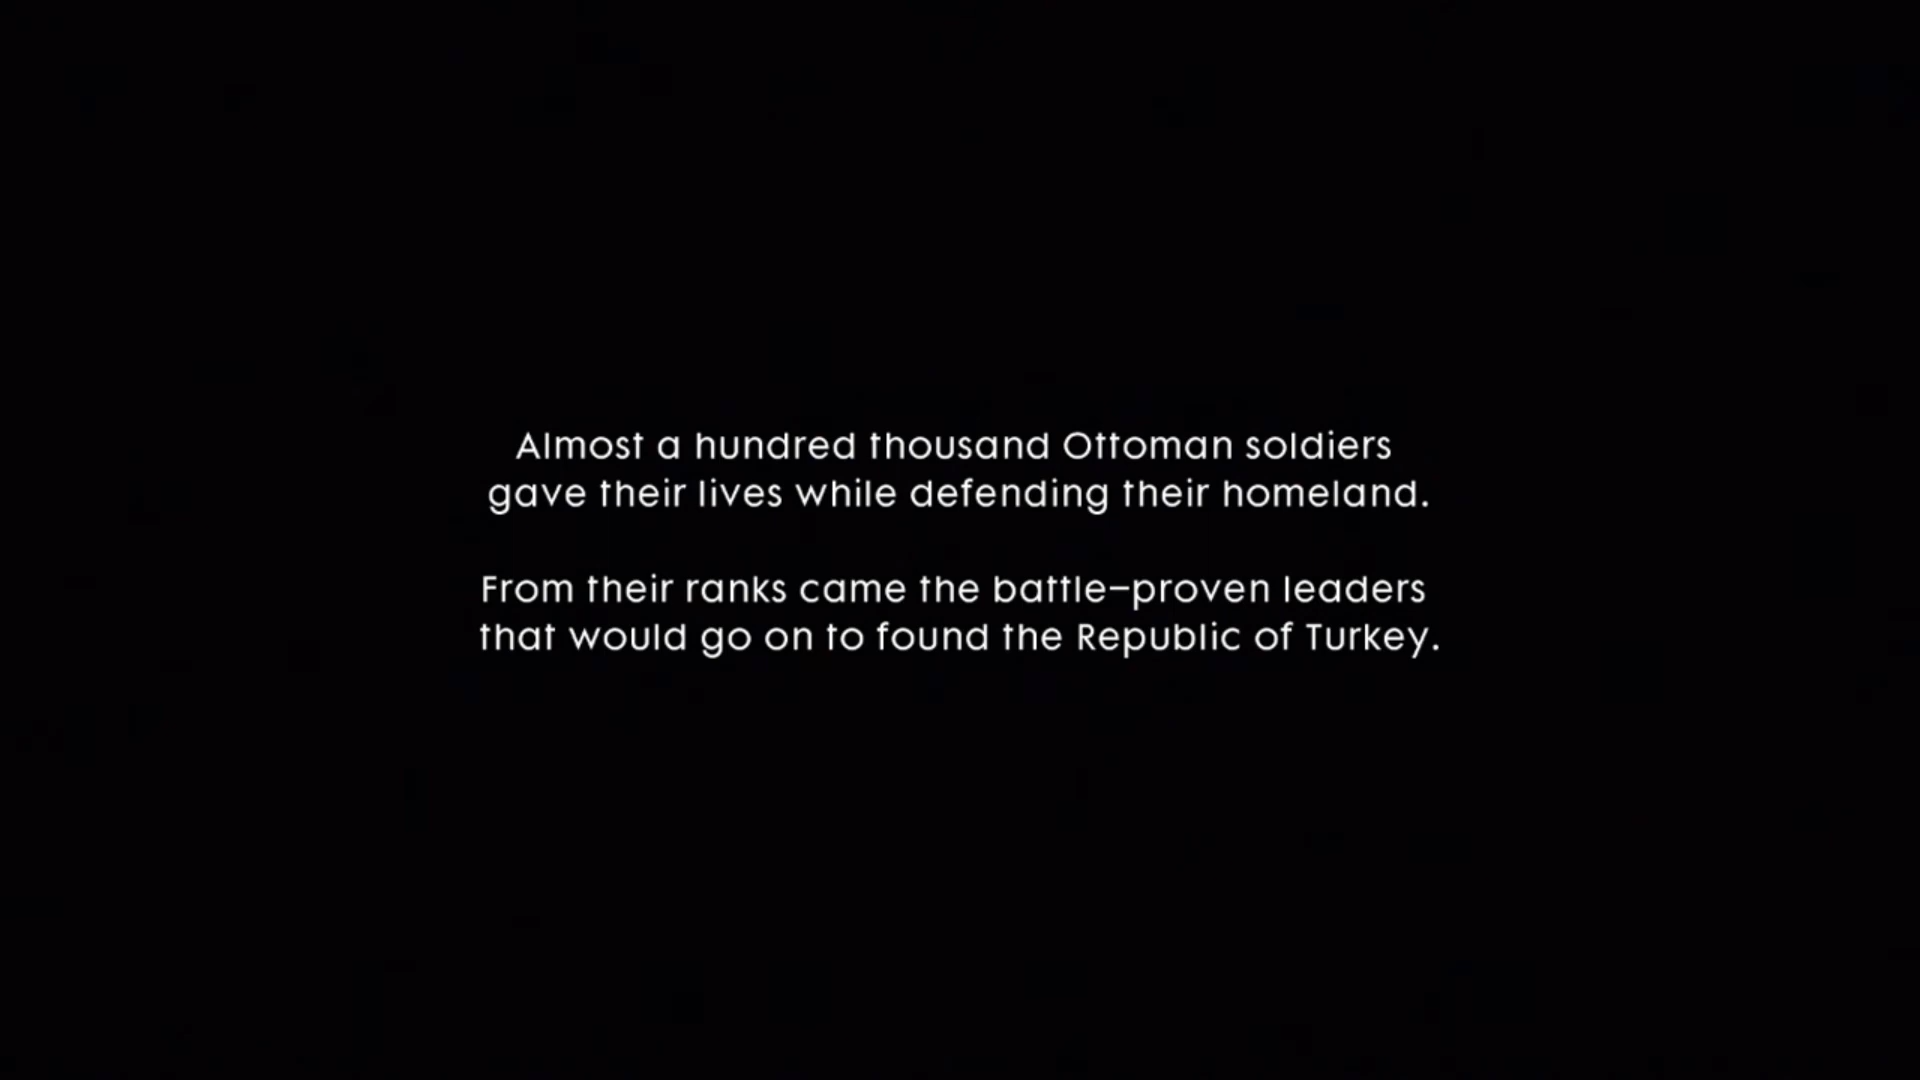 Almost a hundred thousand Ottoman soldiers
gave their lives while defending their homeland.
From their ranks came the battle–proven leaders
that would go on to found the Republic of Turkey.